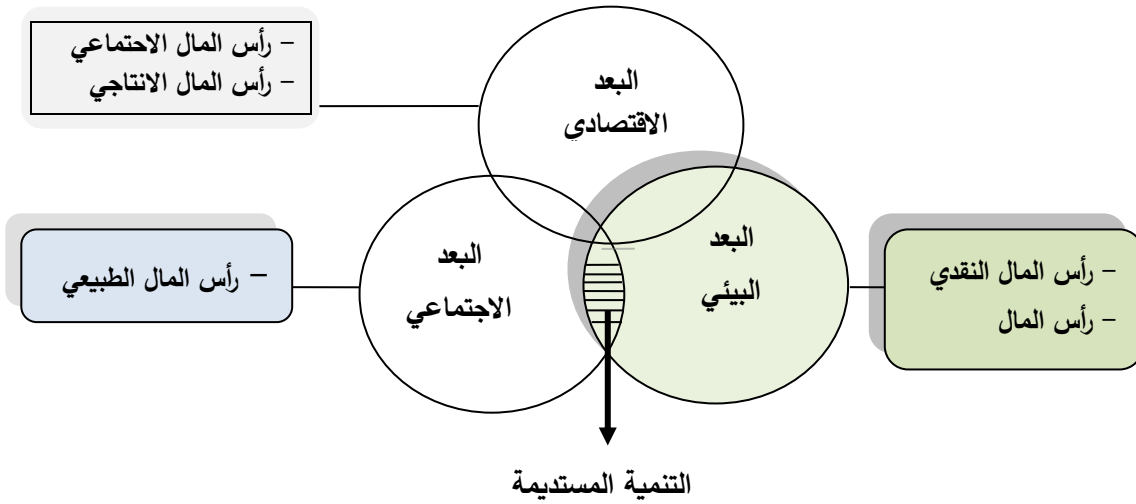 – رأس المال الاحتماعي
– رأس المال الانتاجي
البعد
الاقتصادي
البعد
الاجتماعي
البعد
البيئي
– رأس المال الطبيعي
– رأس المال النقدي
– رأس المال
التنمية المستديمة